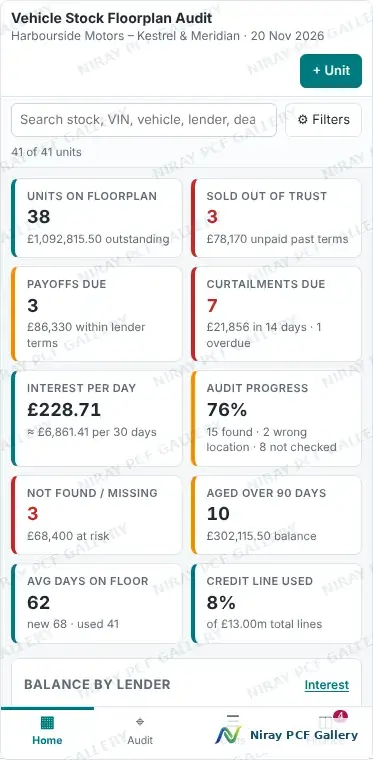 Vehicle Stock Floorplan Audit
Harbourside Motors – Kestrel & Meridian · 20 Nov 2026
+ Unit
Search stock, VIN, vehicle, lender, dea
⚙ Filters
41 of 41 units
UNITS ON FLOORPLAN
38
£1,092,815.50 outstanding
SOLD OUT OF TRUST
3
£78,170 unpaid past terms
PAYOFFS DUE
3
£86,330 within lender
terms
CURTAILMENTS DUE
7
£21,856 in 14 days · 1
overdue
INTEREST PER DAY
£228.71
≈ £6,861.41 per 30 days
AUDIT PROGRESS
76%
15 found · 2 wrong
location · 8 not checked
NOT FOUND / MISSING
3
£68,400 at risk
AGED OVER 90 DAYS
10
£302,115.50 balance
AVG DAYS ON FLOOR
62
new 68 · used 41
CREDIT LINE USED
8%
of £13.00m total lines
BALANCE BY LENDER
Interest
Home
Audit
4
Niray PCF Gallery
NIRAY PCF GALLERY